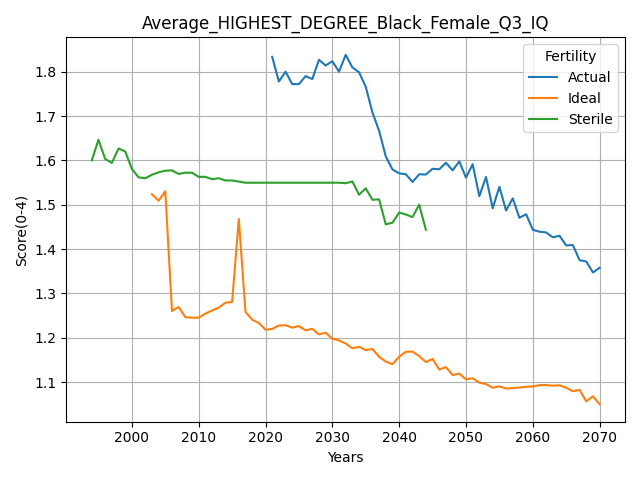 Average_HIGHEST_DEGREE_Black_Female_Q3_IQ
Fertility
Actual
Ideal
Sterile
Score(0-4)
1.8
1.7
1.6
1.5
1.4
1.3
1.2
1.1
2000 2010 2020 2030 2040 2050 2060 2070
Years